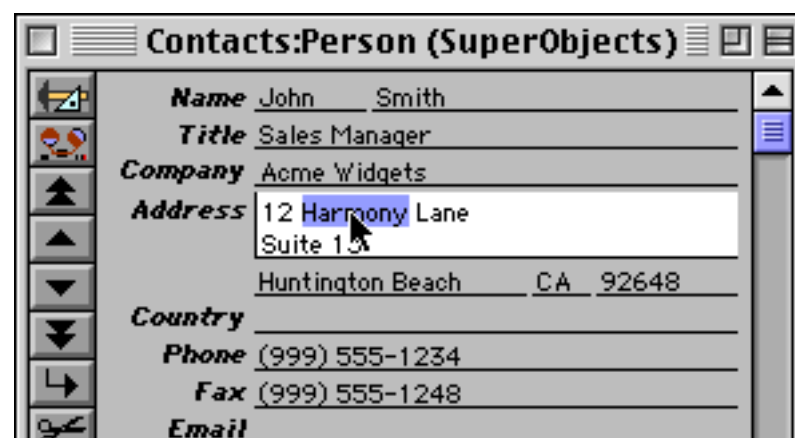 Contacts:Person (SuperObjects)
Name John Smith
Title Sales Manager
Company Acme Widgets
Address 12 Harmony Lane
Suite
Huntington Beach CA 92648
Country
Phone (999) 555-1234
Fax (999) 555-1248
Email